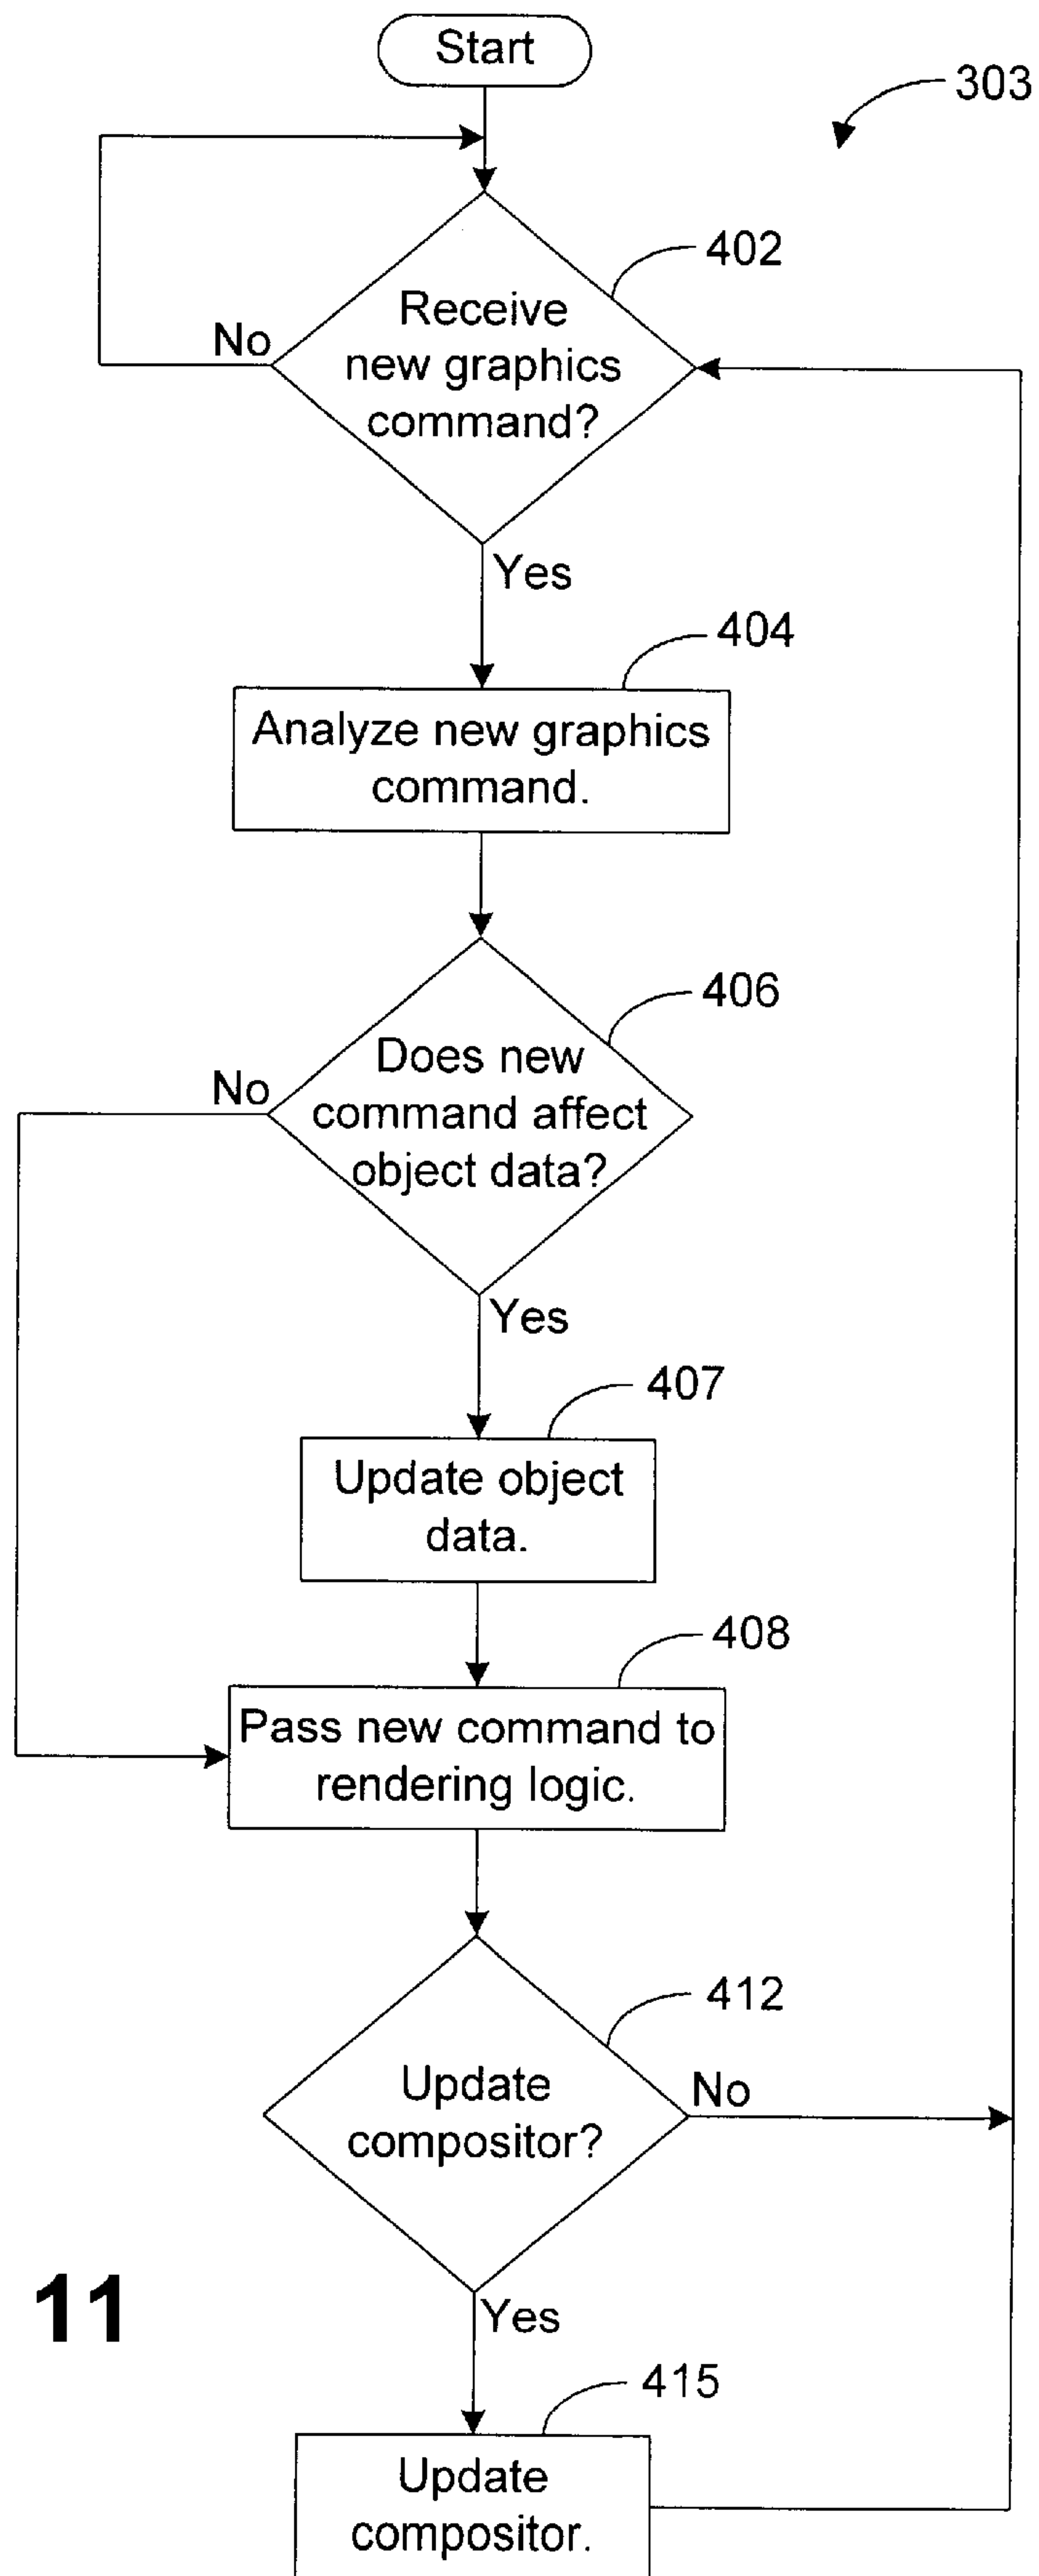 Start
303
402
Receive
new graphics
command?
No
Yes
404
Analyze new graphics
command.
406
Does new
command affect
object data?
No
Yes
407
Update object
data.
408
Pass new command to
rendering logic.
412
Update
compositor?
No
Yes
11
415
Update
compositor.